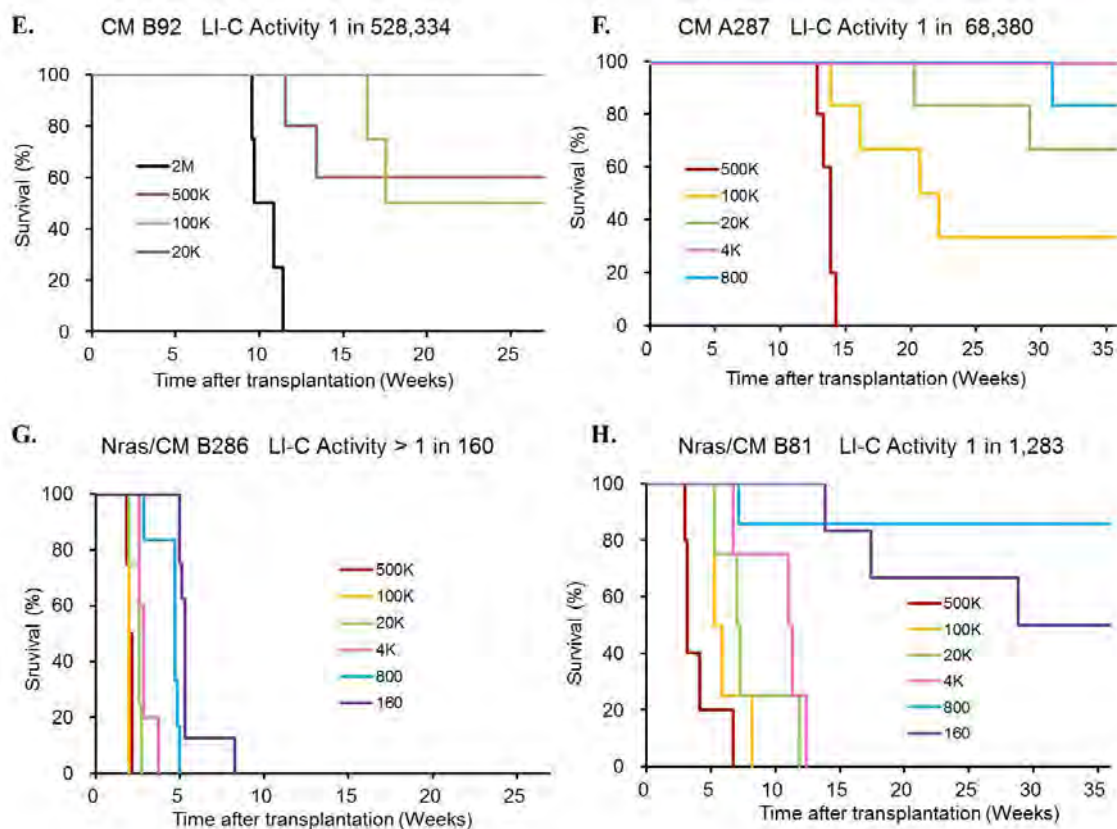 E. CM B92 LI-C Activity 1 in 528,334
100
80
60
40
20
0
Survival (%)
2M
500K
100K
20K
0 5 10 15 20 25
Time after transplantation (Weeks)
F. CM A287 LI-C Activity 1 in 68,380
100
80
60
40
20
0
Survival (%)
500K
100K
20K
4K
800
0 5 10 15 20 25 30 35
Time after transplantation (Weeks)
G. Nras/CM B286 LI-C Activity > 1 in 160
100
80
60
40
20
0
Sruvival (%)
500K
100K
20K
4K
800
160
0 5 10 15 20 25
Time after transplantation (Weeks)
H. Nras/CM B81 LI-C Activity 1 in 1,283
100
80
60
40
20
0
Survival (%)
500K
100K
20K
4K
800
160
0 5 10 15 20 25 30 35
Time after transplantation (Weeks)